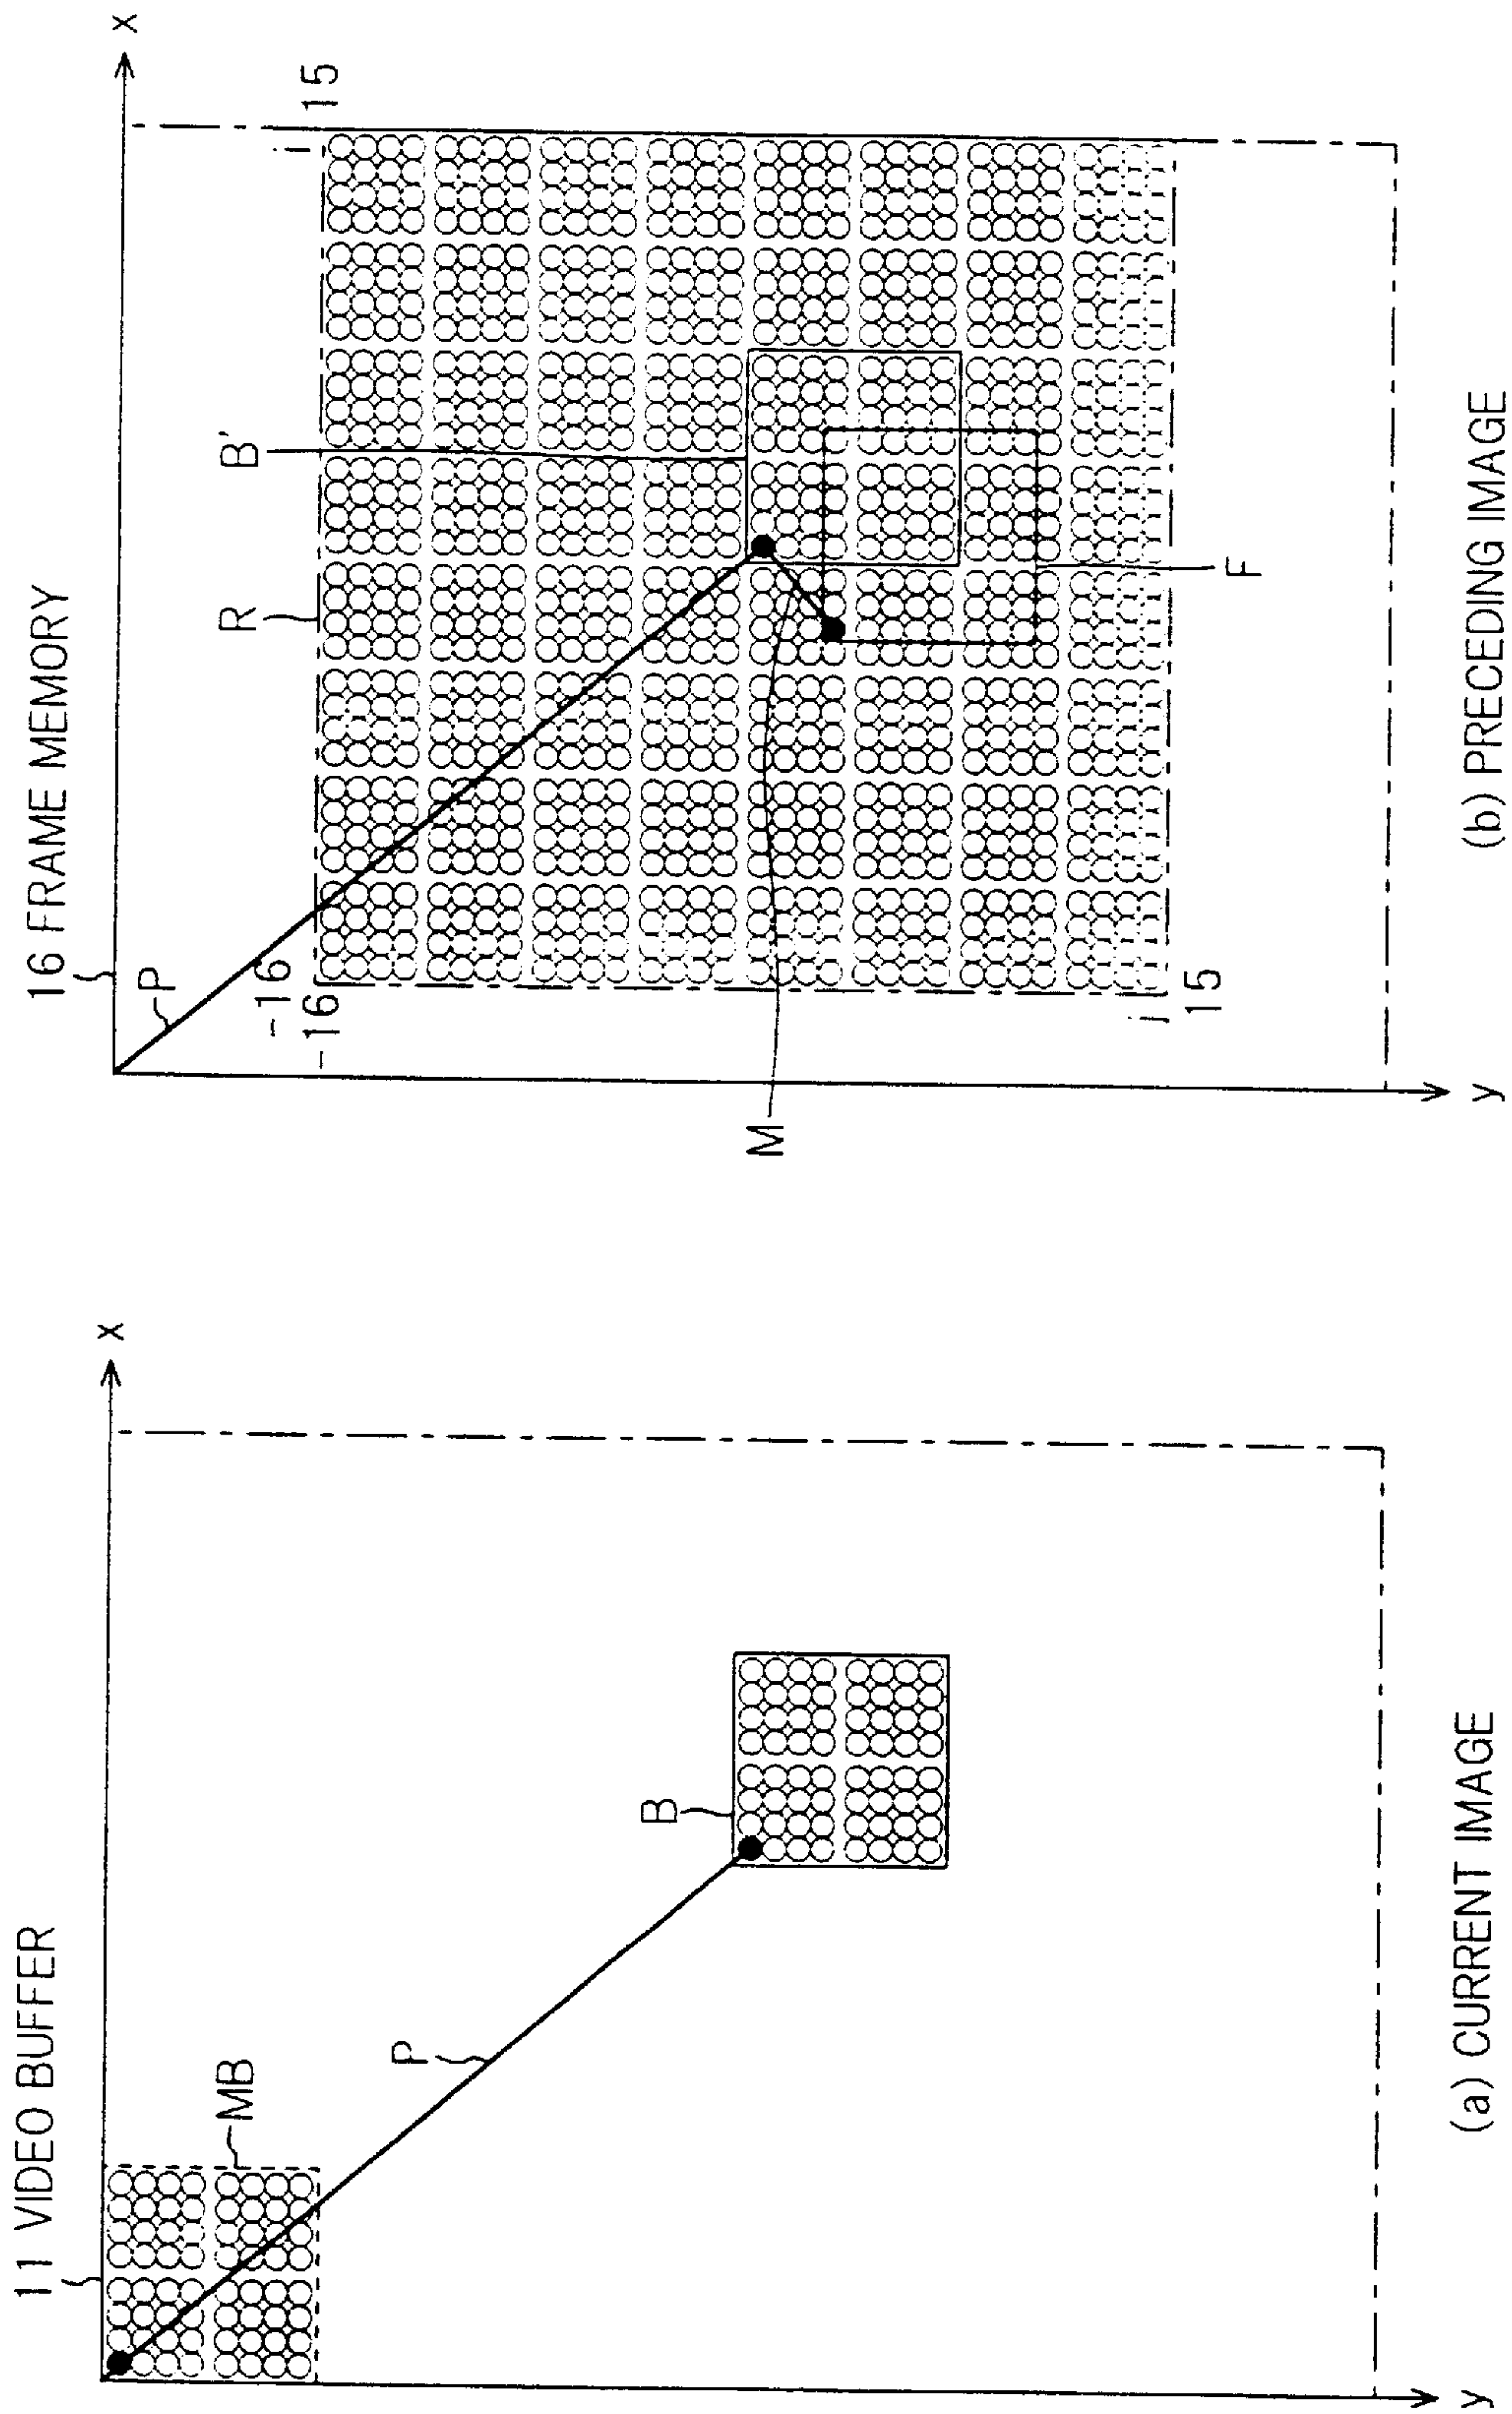 11 VIDEO BUFFER
x
MB
P
B
y
(a) CURRENT IMAGE
16 FRAME MEMORY
x
P
-16
-16
R
B'
i
15
M
F
j
15
y
(b) PRECEDING IMAGE